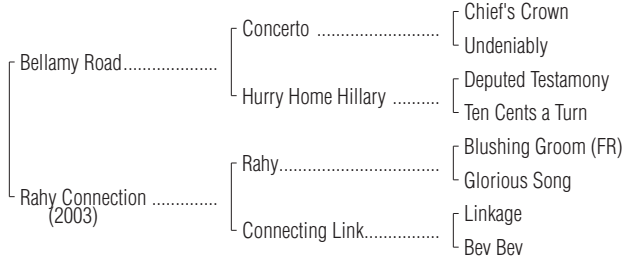 Chief's Crown
Concerto ..........................
Undeniably
Bellamy Road...................
Deputed Testamony
Hurry Home Hillary ..........
Ten Cents a Turn
Blushing Groom (FR)
Rahy..................................
Glorious Song
Rahy Connection .............
(2003)
Linkage
Connecting Link................
Bev Bev